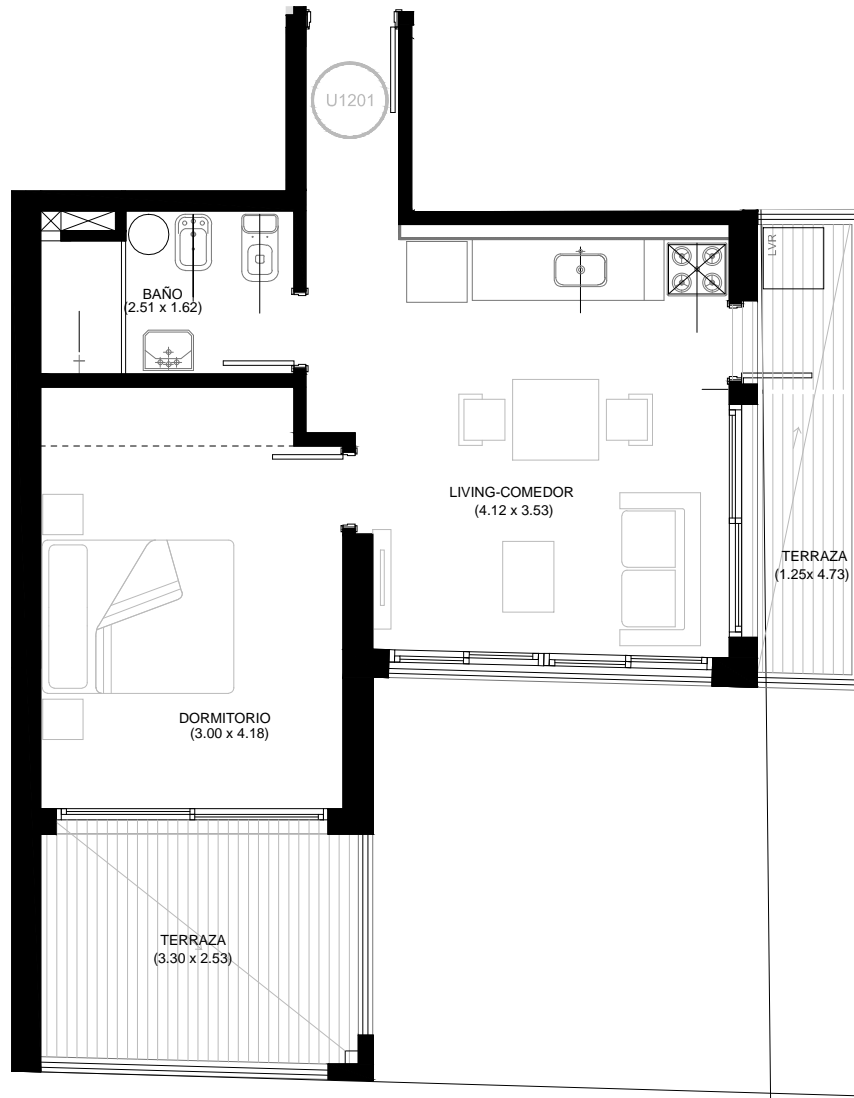 U1201
LVR
BAÑO
(2.51 x 1.62)
LIVING-COMEDOR
(4.12 x 3.53)
TERRAZA
(1.25x 4.73)
DORMITORIO
(3.00 x 4.18)
TERRAZA
(3.30 x 2.53)